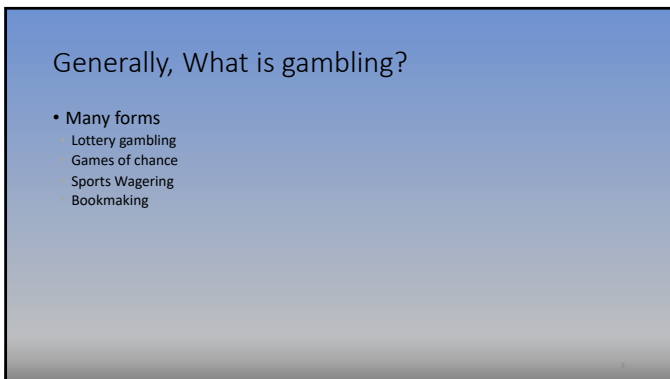 Generally, What is gambling?
• Many forms
Lottery gambling
Games of chance
Sports Wagering
Bookmaking